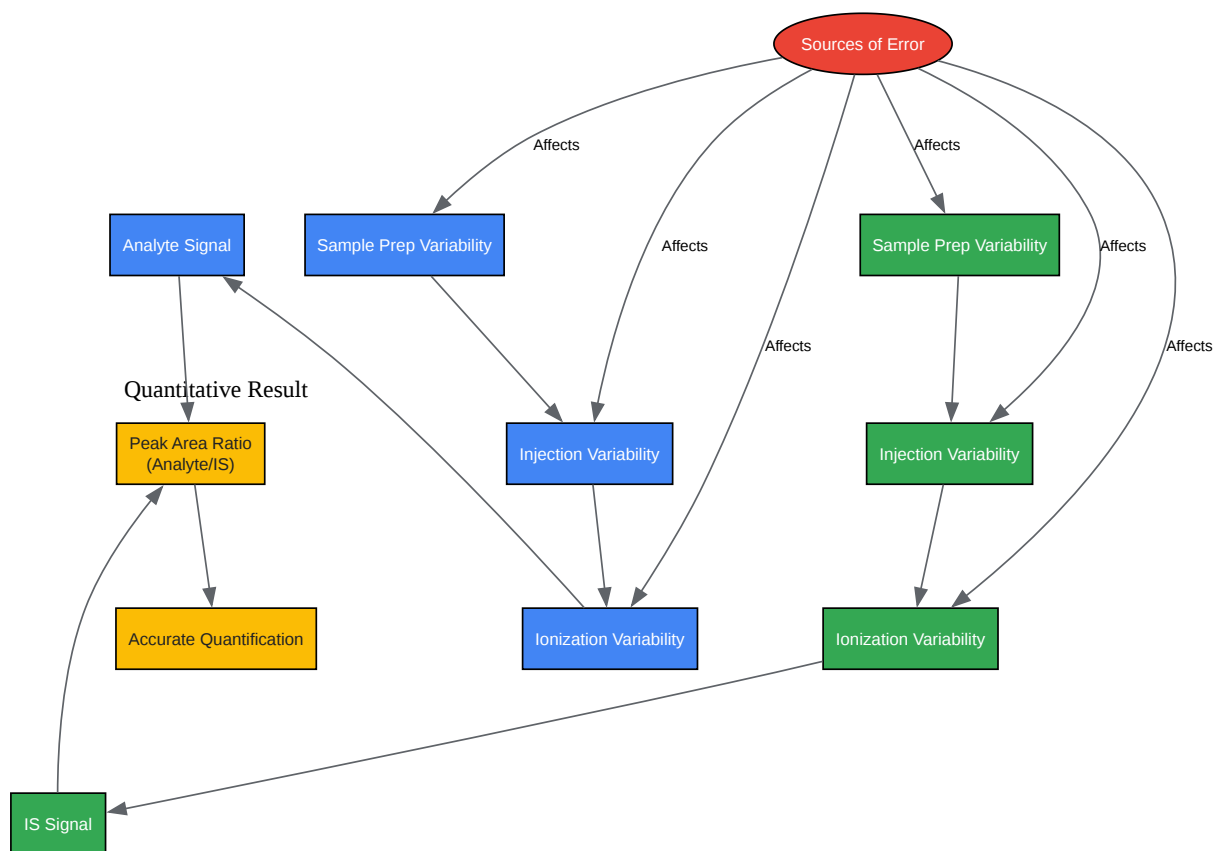 Sources of Error
Affects
Affects
Analyte Signal
Sample Prep Variability
Affects
Sample Prep Variability
Affects
Affects
Affects
Quantitative Result
Peak Area Ratio
(Analyte/IS)
Injection Variability
Injection Variability
Accurate Quantification
Ionization Variability
Ionization Variability
IS Signal